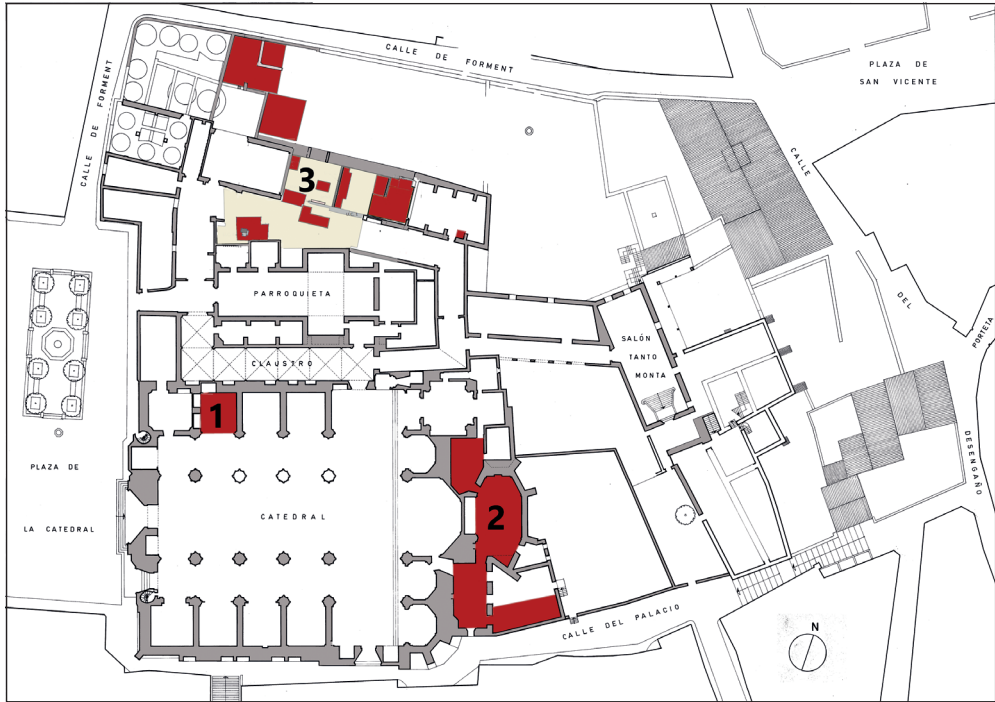 CALLE DE FORMENT
PLAZA DE
SAN VICENTE
CALLE DE FORMENT
CALLE
3
PARROQUIETA
DEL
PORTETA
SALÓN
TANTO
MONTA
CLAUSTRO
1
DESENGAÑO
PLAZA DE
LA CATEDRAL
CATEDRAL
2
CALLE DEL PALACIO
N